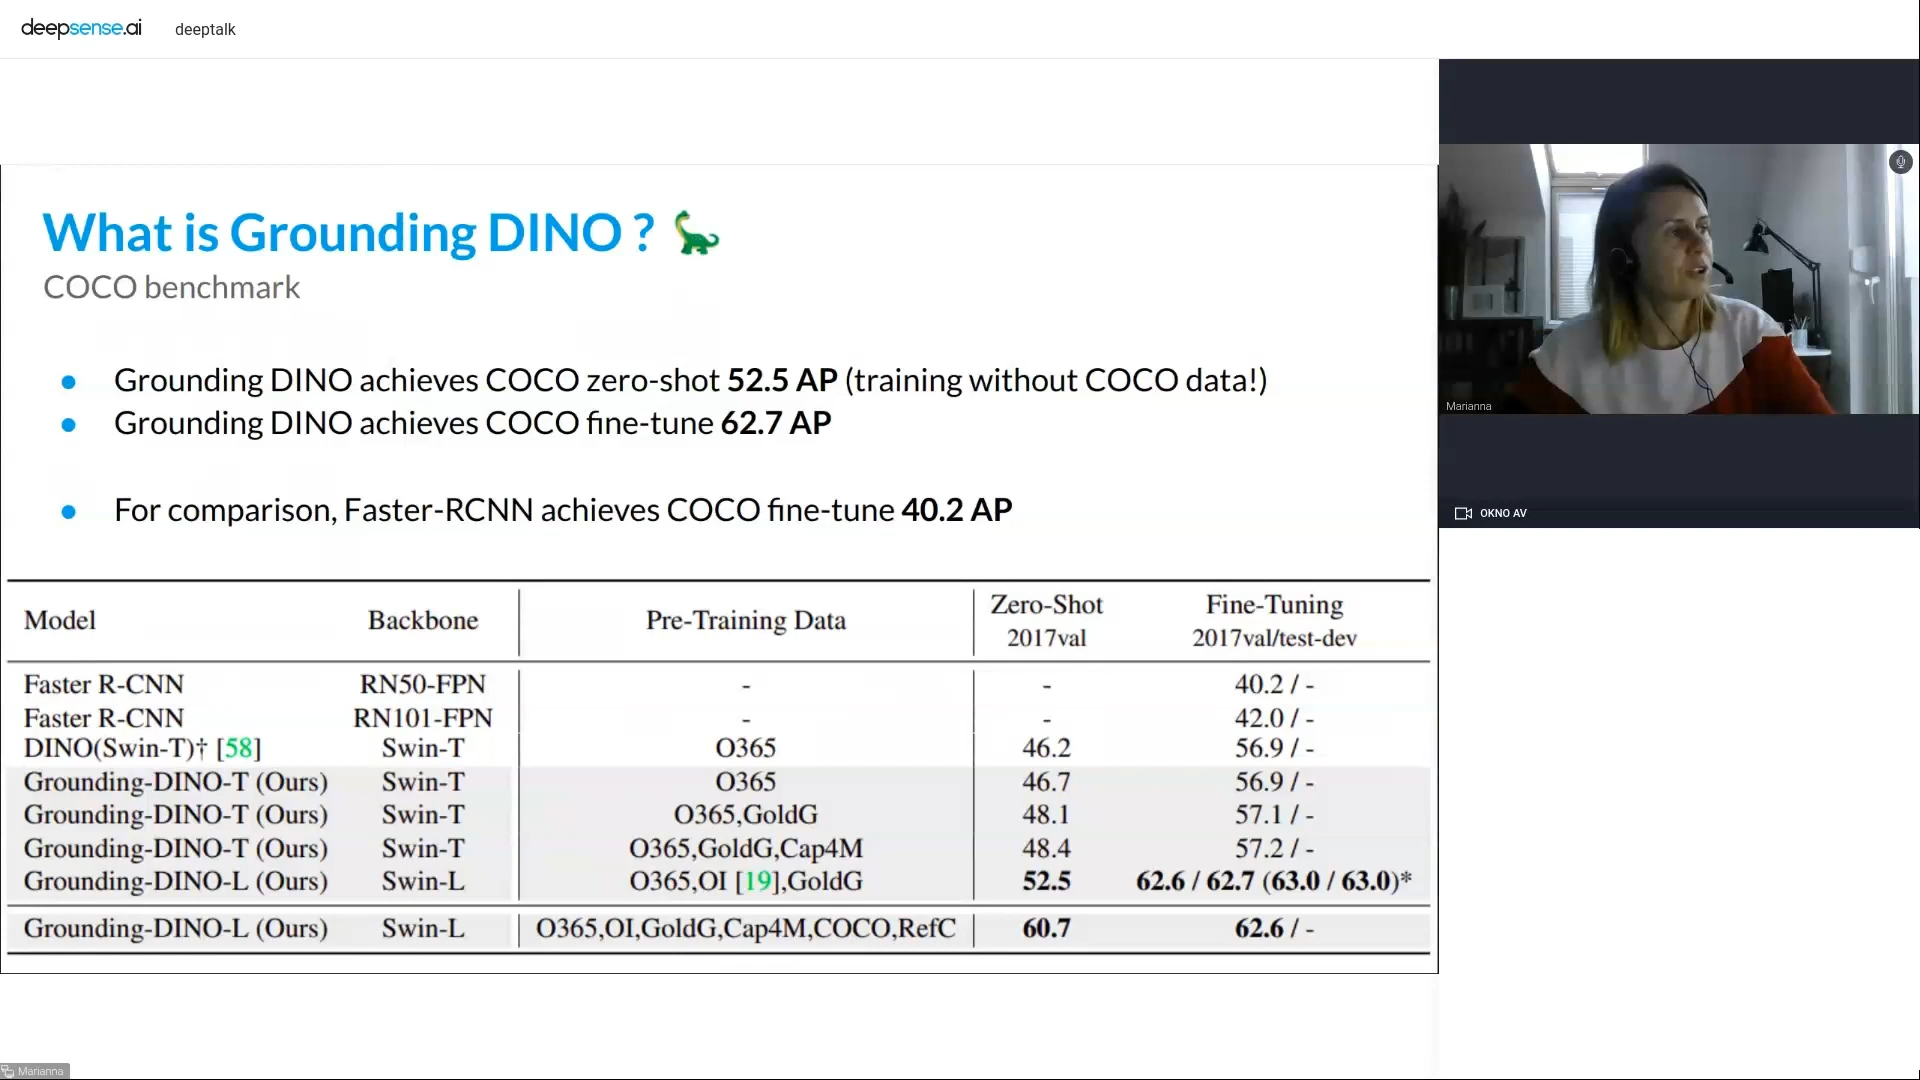 deepsense.ai deeptalk
What is Grounding DINO ?
COCO benchmark
● Grounding DINO achieves COCO zero-shot 52.5 AP (training without COCO data!)
● Grounding DINO achieves COCO fine-tune 62.7 AP
● For comparison, Faster-RCNN achieves COCO fine-tune 40.2 AP
Model Backbone Pre-Training Data Zero-Shot 2017val Fine-Tuning 2017val/test-dev
Faster R-CNN RN50-FPN - - 40.2 / -
Faster R-CNN RN101-FPN - - 42.0 / -
DINO(Swin-T)† [58] Swin-T O365 46.2 56.9 / -
Grounding-DINO-T (Ours) Swin-T O365 46.7 56.9 / -
Grounding-DINO-T (Ours) Swin-T O365,GoldG 48.1 57.1 / -
Grounding-DINO-T (Ours) Swin-T O365,GoldG,Cap4M 48.4 57.2 / -
Grounding-DINO-L (Ours) Swin-L O365,OI [19],GoldG 52.5 62.6 / 62.7 (63.0 / 63.0)*
Grounding-DINO-L (Ours) Swin-L O365,OI,GoldG,Cap4M,COCO,RefC 60.7 62.6 / -
Marianna
OKNO AV
Marianna